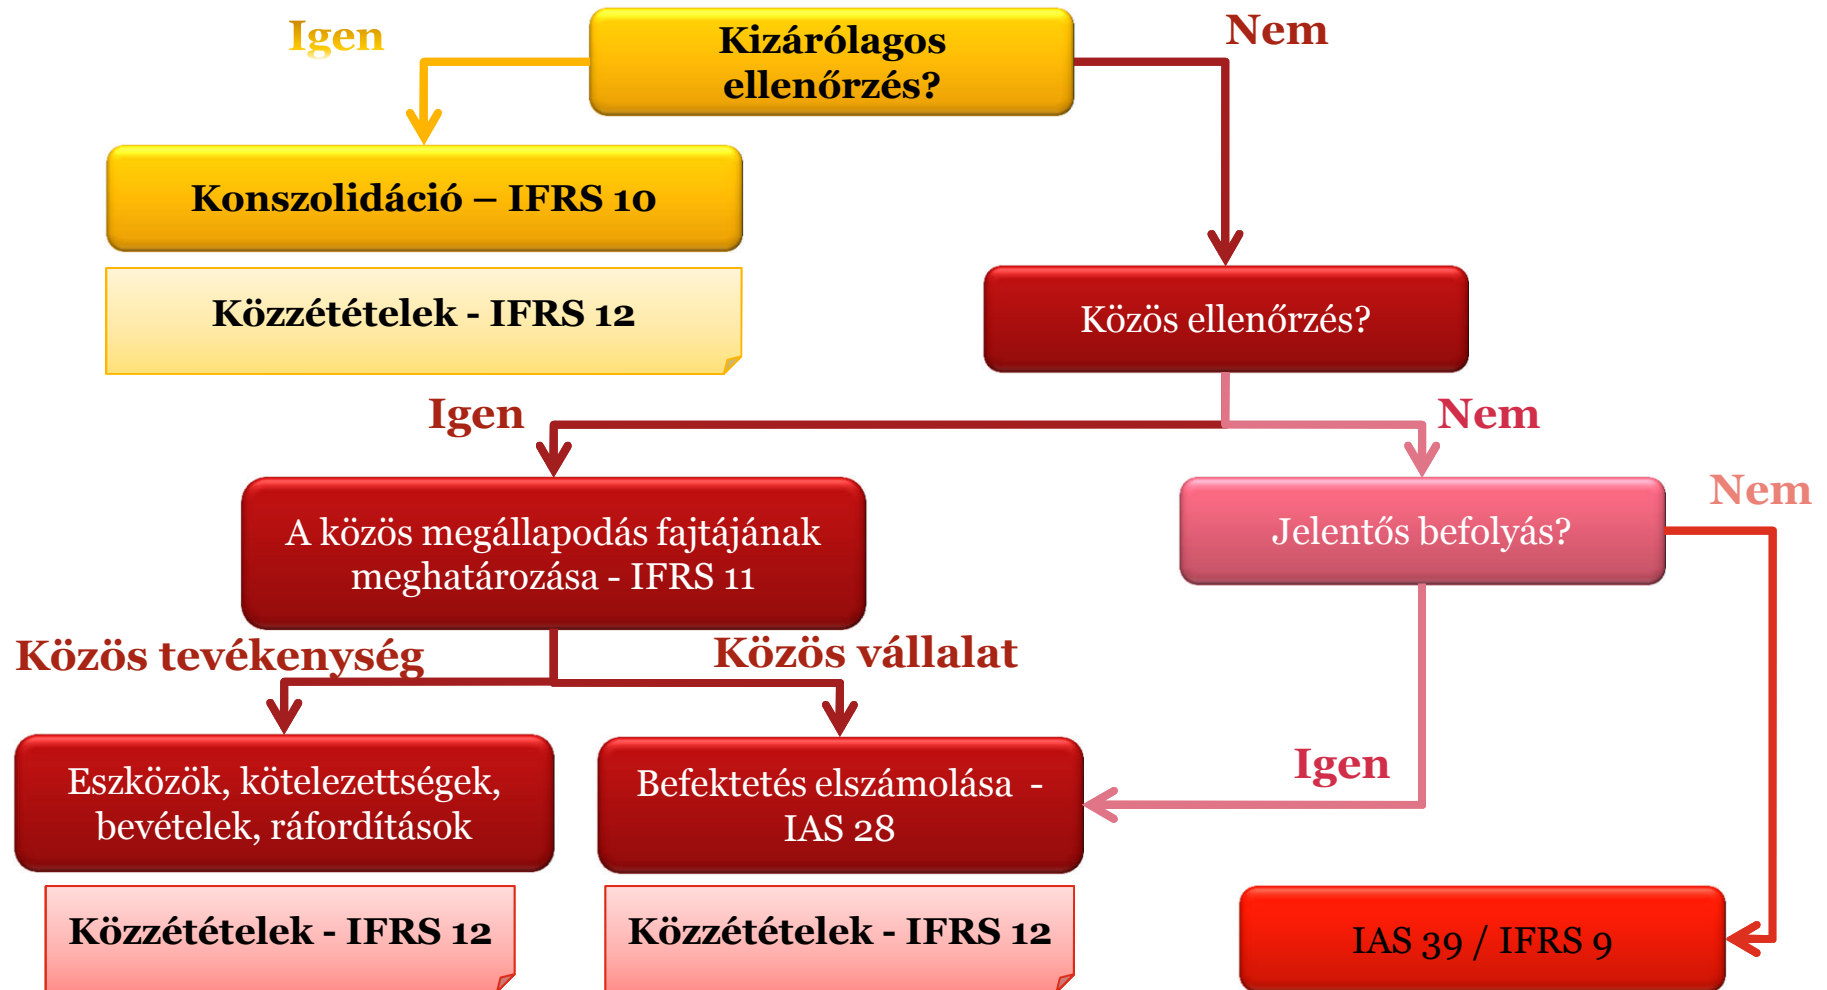 Igen
Kizárólagos
ellenőrzés?
Nem
Konszolidáció – IFRS 10
Közzétételek - IFRS 12
Közös ellenőrzés?
Igen
Nem
A közös megállapodás fajtájának
meghatározása - IFRS 11
Jelentős befolyás?
Nem
Közös tevékenység
Közös vállalat
Eszközök, kötelezettségek,
bevételek, ráfordítások
Befektetés elszámolása -
IAS 28
Igen
Közzétételek - IFRS 12
Közzétételek - IFRS 12
IAS 39 / IFRS 9